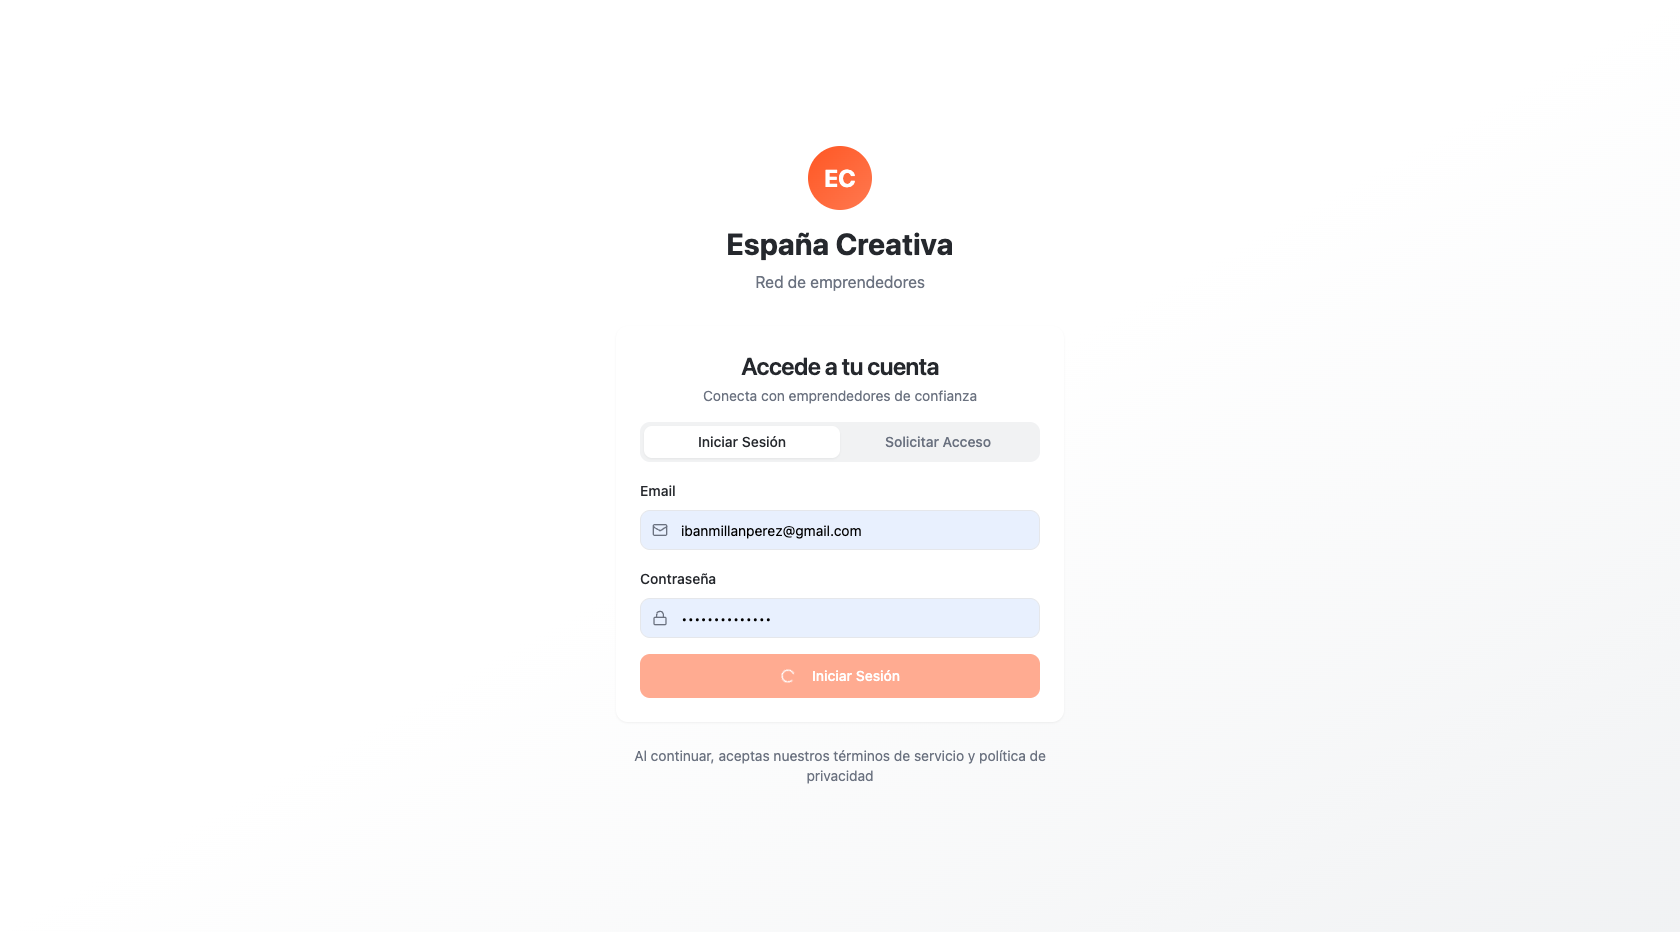 EC
España Creativa
Red de emprendedores
Accede a tu cuenta
Conecta con emprendedores de confianza
Iniciar Sesión
Solicitar Acceso
Email
ibanmillanperez@gmail.com
Contraseña
••••••••••••••
Iniciar Sesión
Al continuar, aceptas nuestros términos de servicio y política de
privacidad